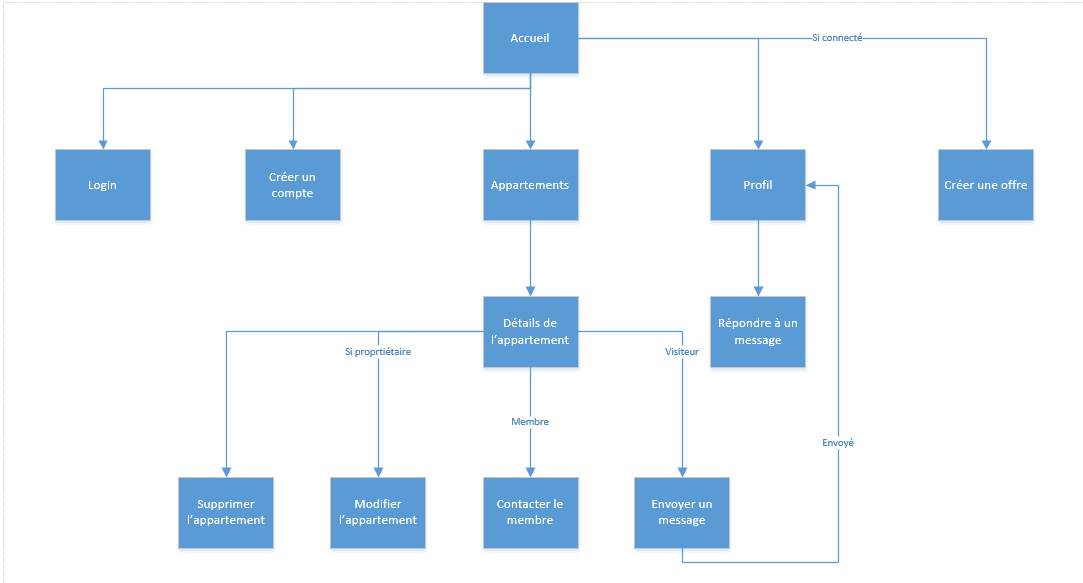 Accueil
Si connecté
Login
Créer un
compte
Appartements
Profil
Créer une offre
Détails de
l’appartement
Répondre à un
message
Si proprtiétaire
Visiteur
Membre
Envoyé
Supprimer
l’appartement
Modifier
l’appartement
Contacter le
membre
Envoyer un
message